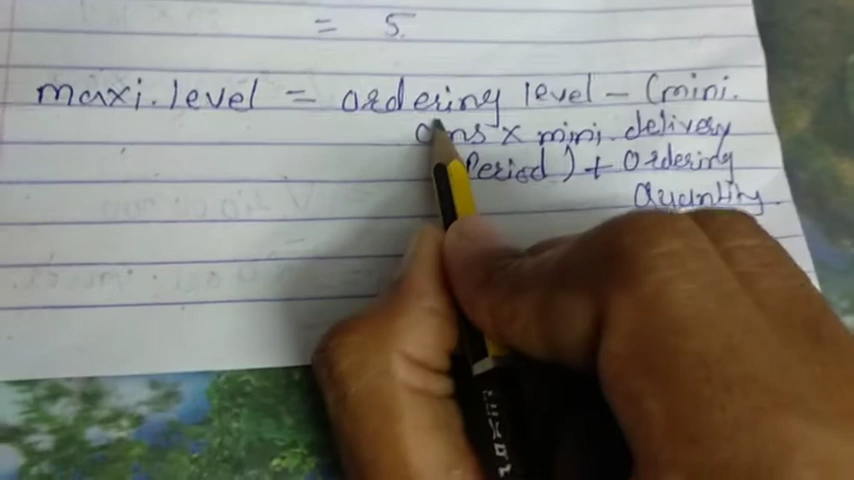 = 5.
maxi. level = ordering level - (mini.
cons x mini. delivery
Period) + Ordering
Quantity.